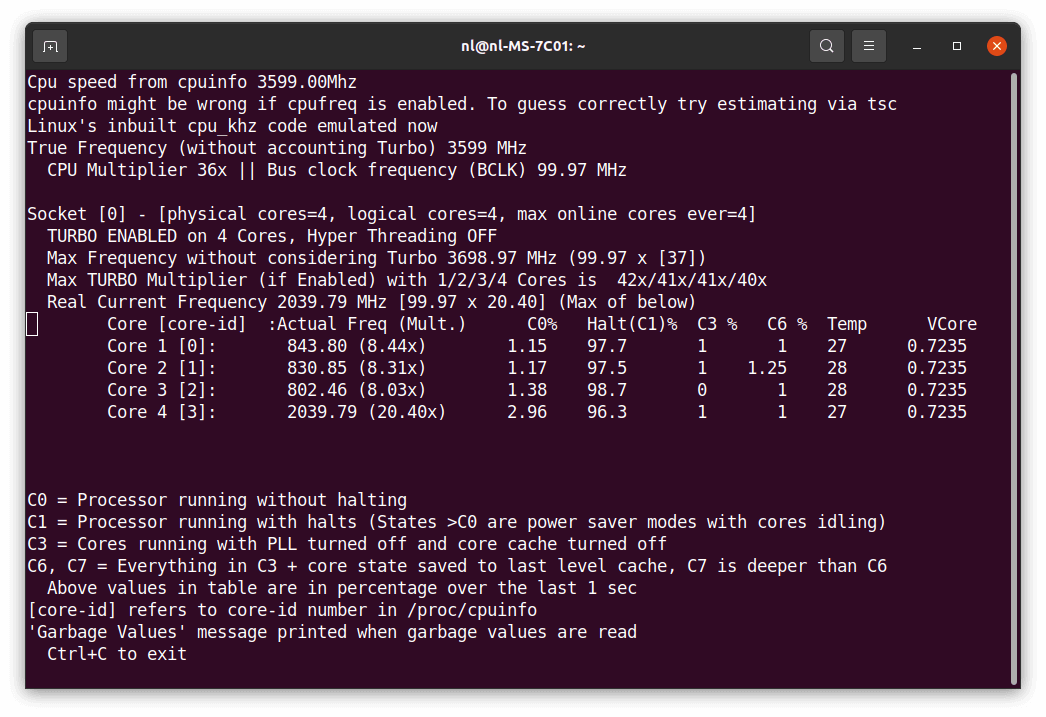 nl@nl-MS-7C01: ~
Cpu speed from cpuinfo 3599.00Mhz
cpuinfo might be wrong if cpufreq is enabled. To guess correctly try estimating via tsc
Linux's inbuilt cpu_khz code emulated now
True Frequency (without accounting Turbo) 3599 MHz
  CPU Multiplier 36x || Bus clock frequency (BCLK) 99.97 MHz

Socket [0] - [physical cores=4, logical cores=4, max online cores ever=4]
  TURBO ENABLED on 4 Cores, Hyper Threading OFF
  Max Frequency without considering Turbo 3698.97 MHz (99.97 x [37])
  Max TURBO Multiplier (if Enabled) with 1/2/3/4 Cores is  42x/41x/41x/40x
  Real Current Frequency 2039.79 MHz [99.97 x 20.40] (Max of below)
        Core [core-id]  :Actual Freq (Mult.)      C0%   Halt(C1)%  C3 %   C6 %  Temp      VCore
        Core 1 [0]:       843.80 (8.44x)        1.15    97.7       1       1    27      0.7235
        Core 2 [1]:       830.85 (8.31x)        1.17    97.5       1    1.25    28      0.7235
        Core 3 [2]:       802.46 (8.03x)        1.38    98.7       0       1    28      0.7235
        Core 4 [3]:       2039.79 (20.40x)      2.96    96.3       1       1    27      0.7235

C0 = Processor running without halting
C1 = Processor running with halts (States >C0 are power saver modes with cores idling)
C3 = Cores running with PLL turned off and core cache turned off
C6, C7 = Everything in C3 + core state saved to last level cache, C7 is deeper than C6
  Above values in table are in percentage over the last 1 sec
[core-id] refers to core-id number in /proc/cpuinfo
'Garbage Values' message printed when garbage values are read
  Ctrl+C to exit